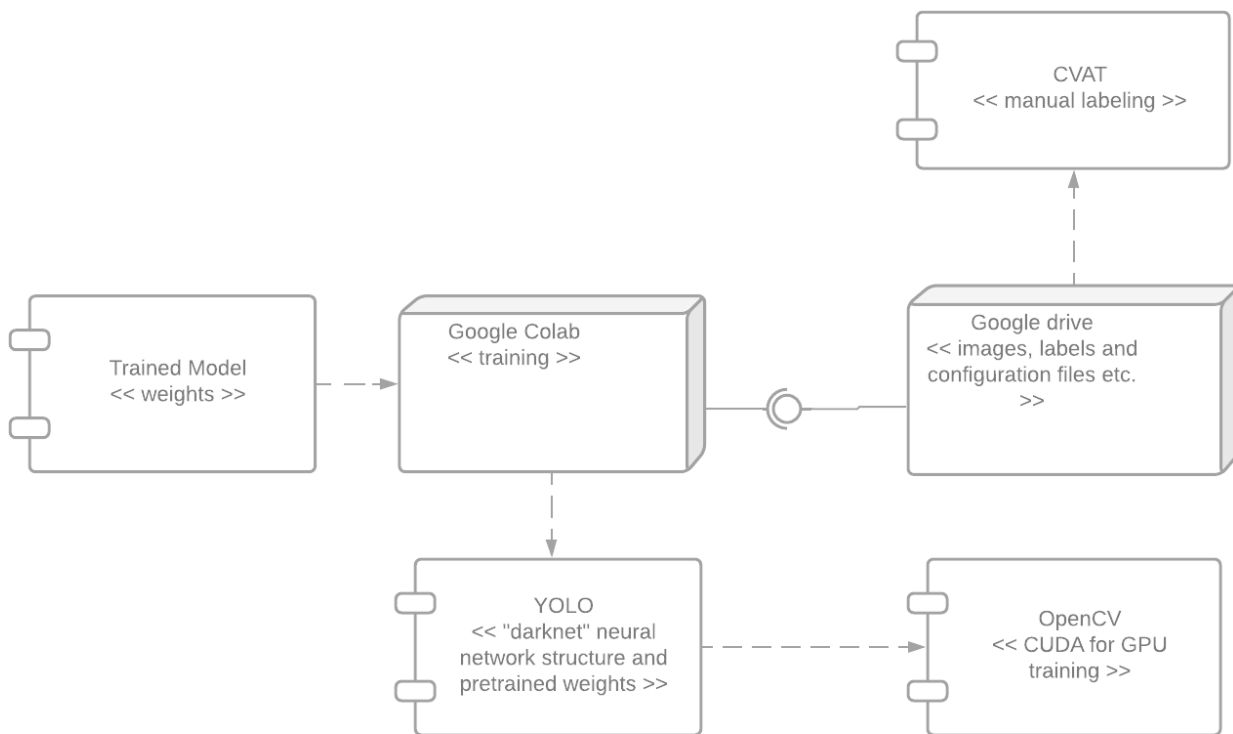 CVAT
<< manual labeling >>
Trained Model
<< weights >>
Google Colab
<< training >>
Google drive
<< images, labels and
configuration files etc.
>>
YOLO
<< "darknet" neural
network structure and
pretrained weights >>
OpenCV
<< CUDA for GPU
training >>